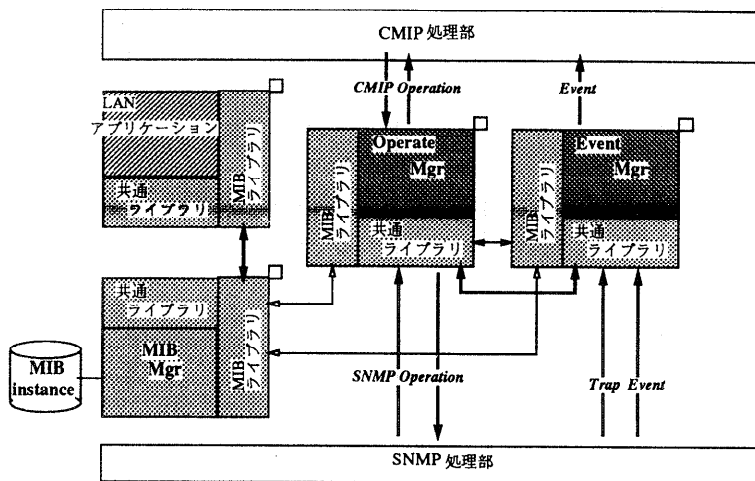 CMIP 処理部
CMIP Operation
Event
LAN
アプリケーション
共通
ライブラリ
MIB
ライブラリ
Operate
Mgr
共通
ライブラリ
MIB
ライブラリ
Event
Mgr
共通
ライブラリ
MIB
ライブラリ
共通
ライブラリ
MIB
Mgr
MIB
ライブラリ
MIB
instance
SNMP Operation
Trap Event
SNMP 処理部